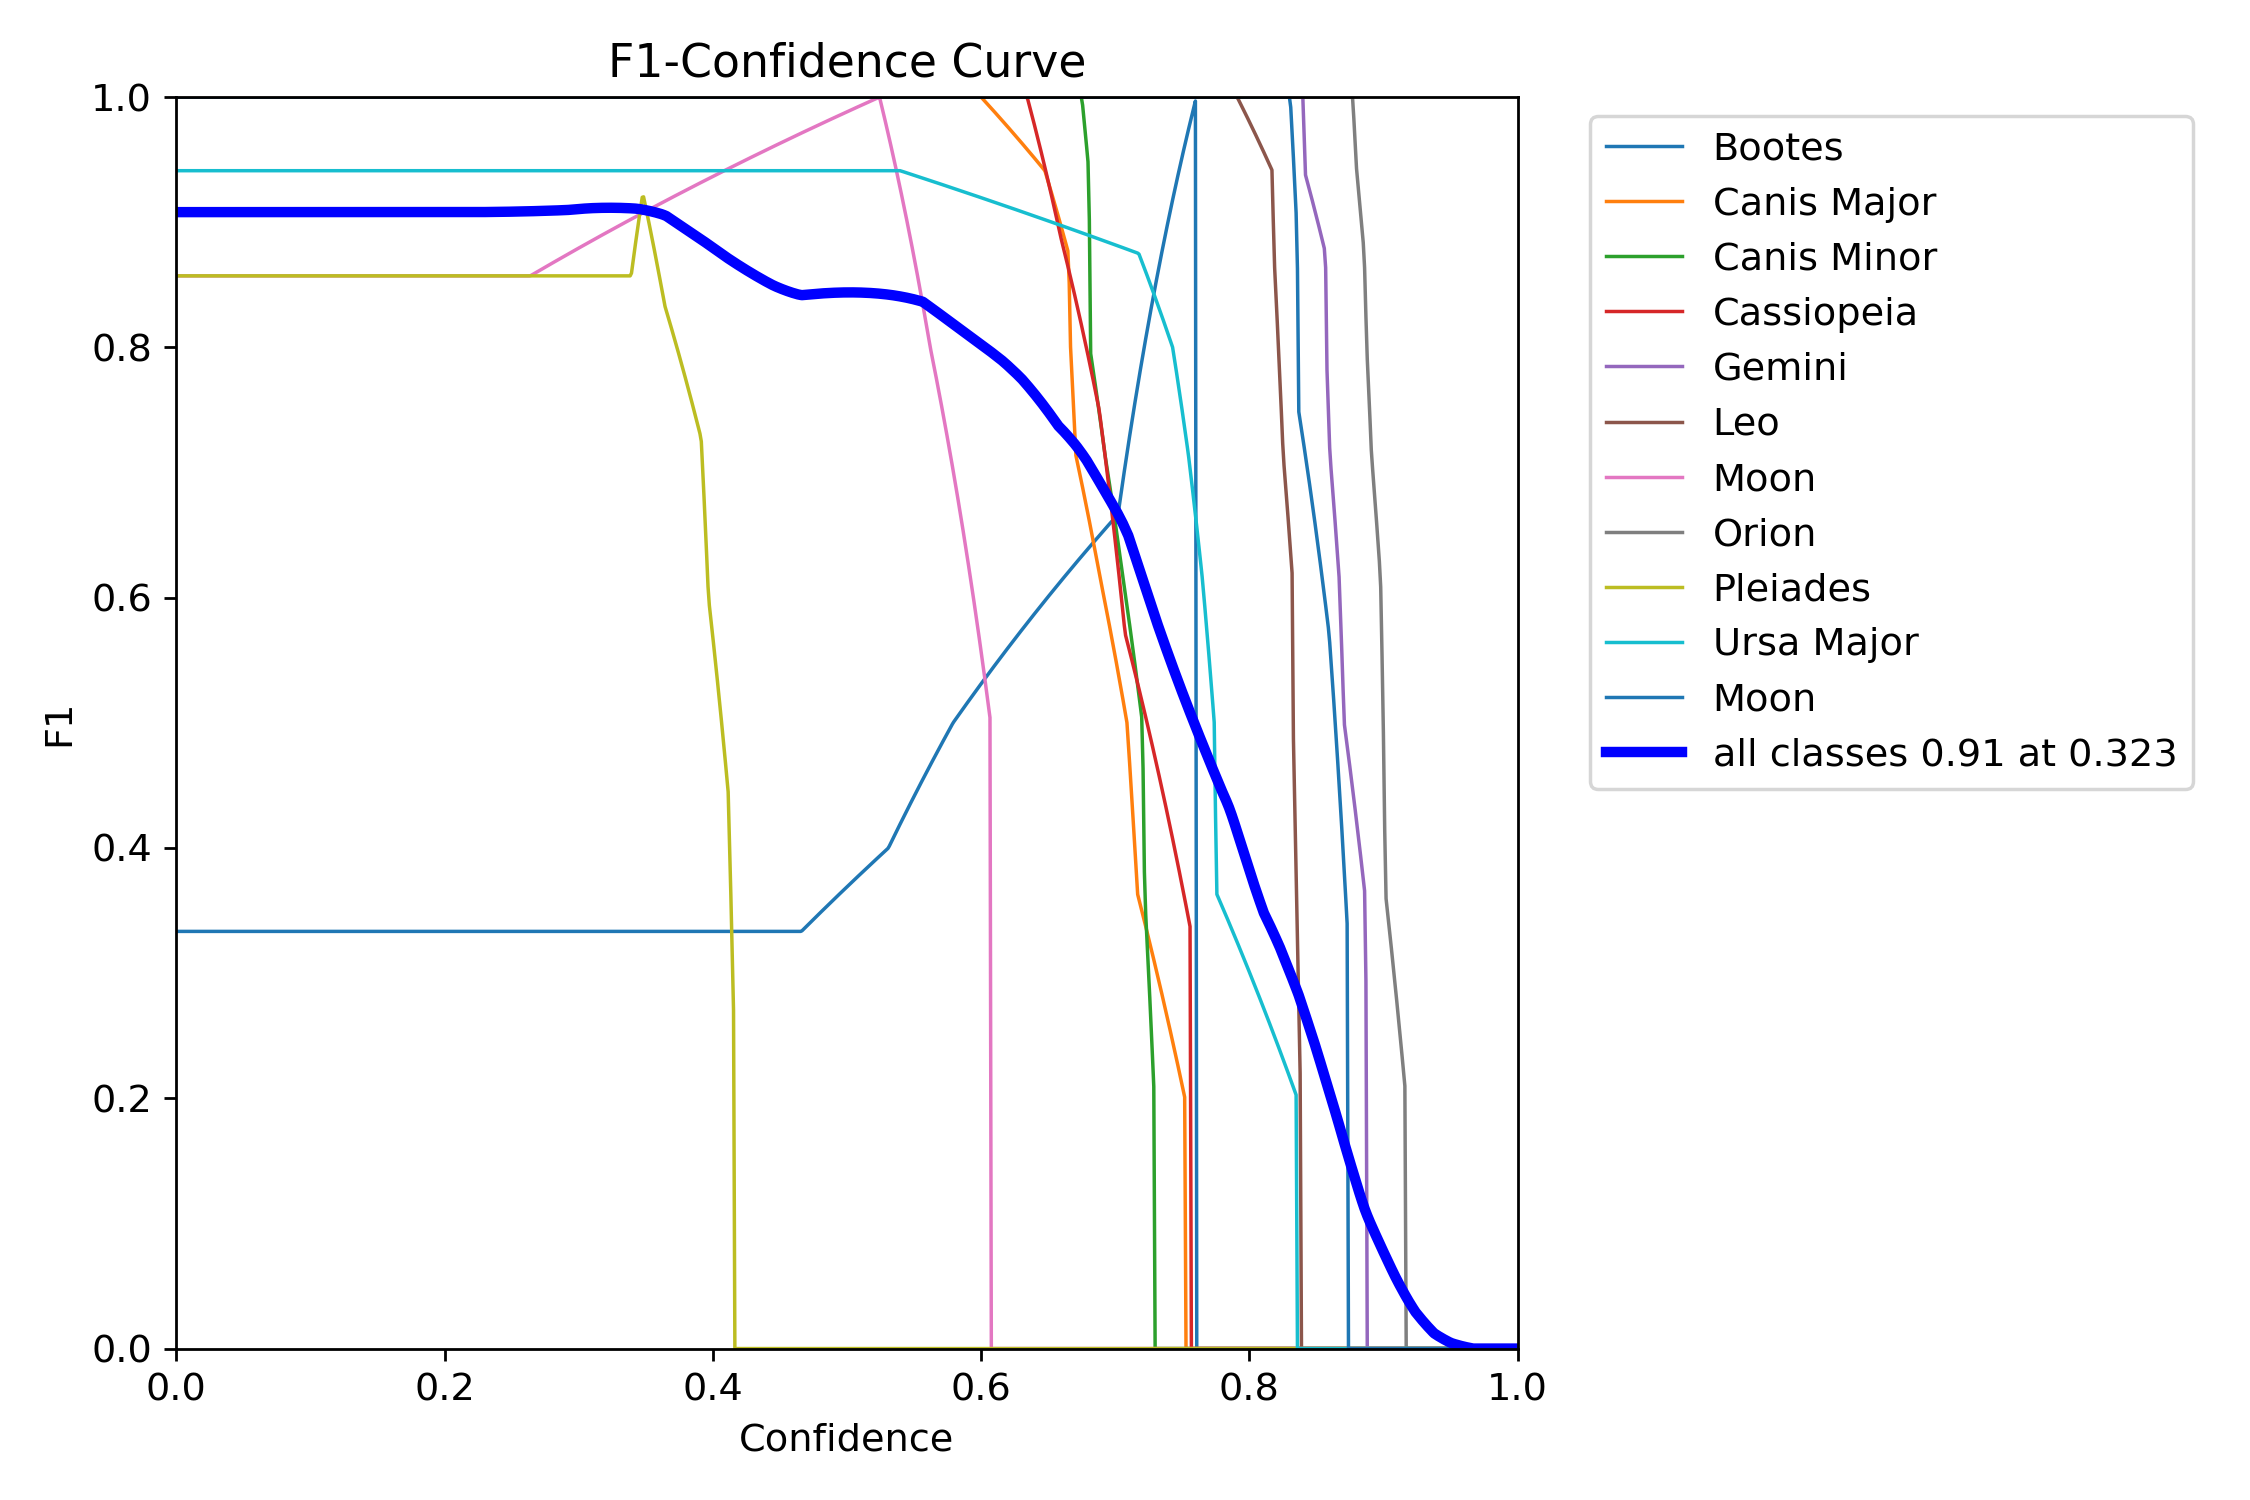 F1-Confidence Curve
1.0
0.8
0.6
0.4
0.2
0.0
F1
0.0 0.2 0.4 0.6 0.8 1.0
Confidence
Bootes
Canis Major
Canis Minor
Cassiopeia
Gemini
Leo
Moon
Orion
Pleiades
Ursa Major
Moon
all classes 0.91 at 0.323